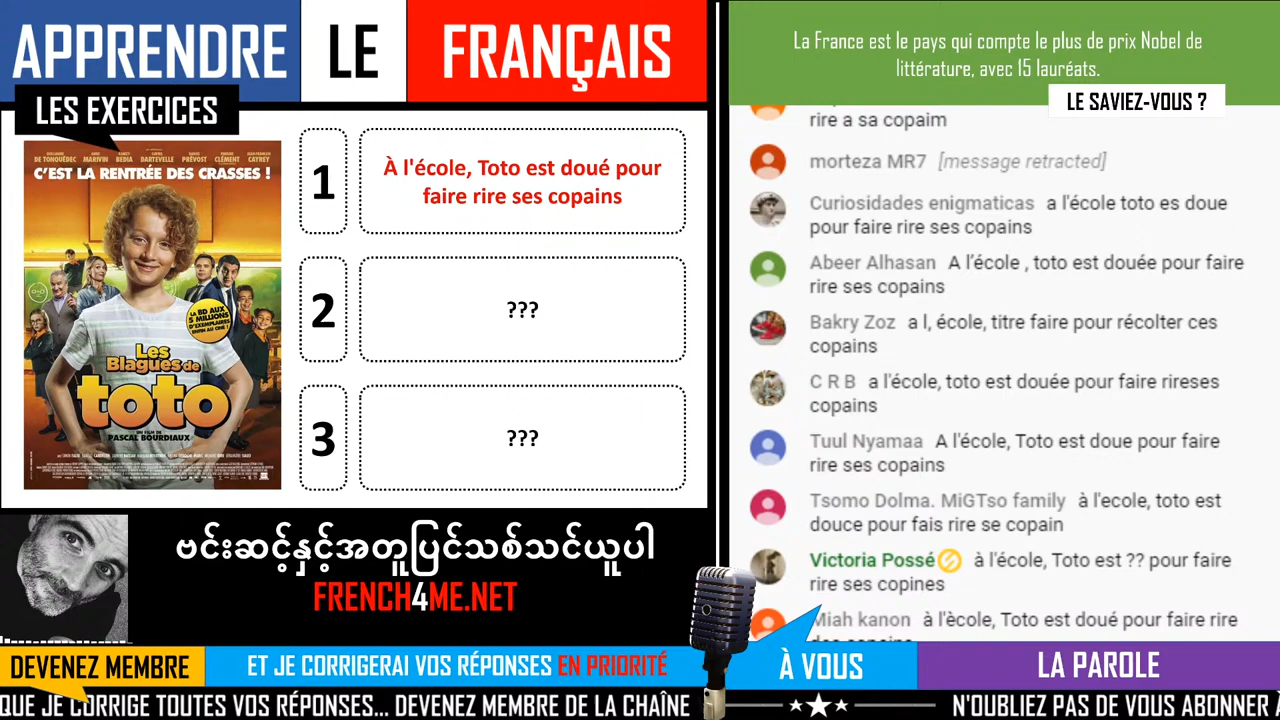 APPRENDRE LE FRANÇAIS
LES EXERCICES
C'EST LA RENTRÉE DES CRASSES !
LA BD AUX
5 MILLIONS
D'EXEMPLAIRES
ENFIN AU CINÉ !
Les
Blagues de
toto
UN FILM DE
PASCAL BOURDIAUX
1
À l'école, Toto est doué pour
faire rire ses copains
2
???
3
???
ဗင်းဆင့်နှင့်အတူပြင်သစ်သင်ယူပါ
FRENCH4ME.NET
La France est le pays qui compte le plus de prix Nobel de
littérature, avec 15 lauréats.
LE SAVIEZ-VOUS ?
rire a sa copaim
morteza MR7 [message retracted]
Curiosidades enigmaticas a l'école toto es doue
pour faire rire ses copains
Abeer Alhasan A l'école , toto est douée pour faire
rire ses copains
Bakry Zoz a l, école, titre faire pour récolter ces
copains
C R B a l'école, toto est douée pour faire rireses
copains
Tuul Nyamaa A l'école, Toto est doue pour faire
rire ses copains
Tsomo Dolma. MiGTso family à l'ecole, toto est
douce pour fais rire se copain
Victoria Possé à l'école, Toto est ?? pour faire
rire ses copines
Miah kanon à l'ècole, Toto est doué pour faire rire
DEVENEZ MEMBRE
ET JE CORRIGERAI VOS RÉPONSES EN PRIORITÉ
À VOUS
LA PAROLE
QUE JE CORRIGE TOUTES VOS RÉPONSES... DEVENEZ MEMBRE DE LA CHAÎNE
N'OUBLIEZ PAS DE VOUS ABONNER